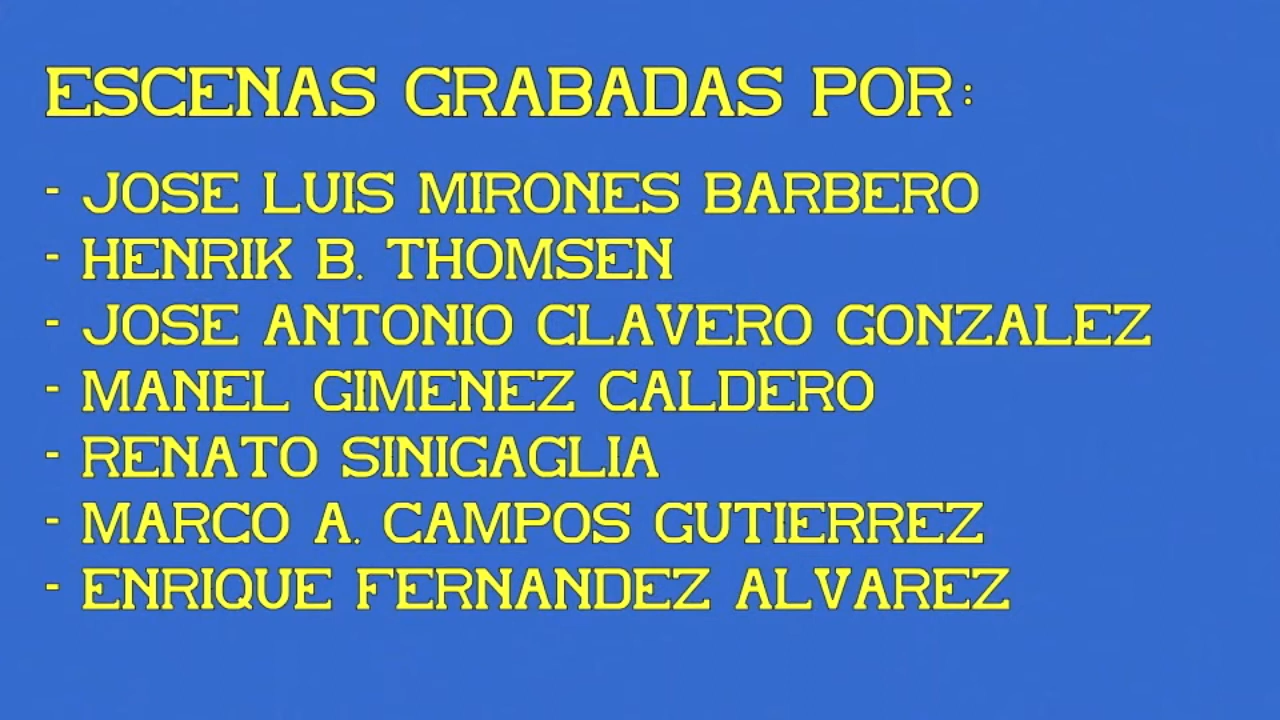 ESCENAS GRABADAS POR:
- JOSE LUIS MIRONES BARBERO
- HENRIK B. THOMSEN
- JOSE ANTONIO CLAVERO GONZALEZ
- MANEL GIMENEZ CALDERO
- RENATO SINIGAGLIA
- MARCO A. CAMPOS GUTIERREZ
- ENRIQUE FERNANDEZ ALVAREZ